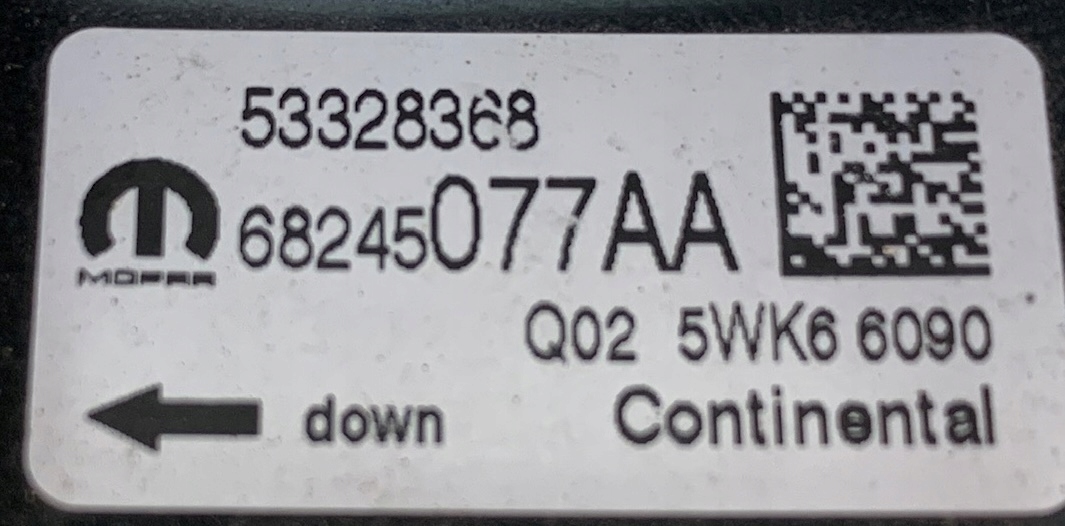 53328368
68245077AA
MOPAR
Q02 5WK6 6090
down Continental